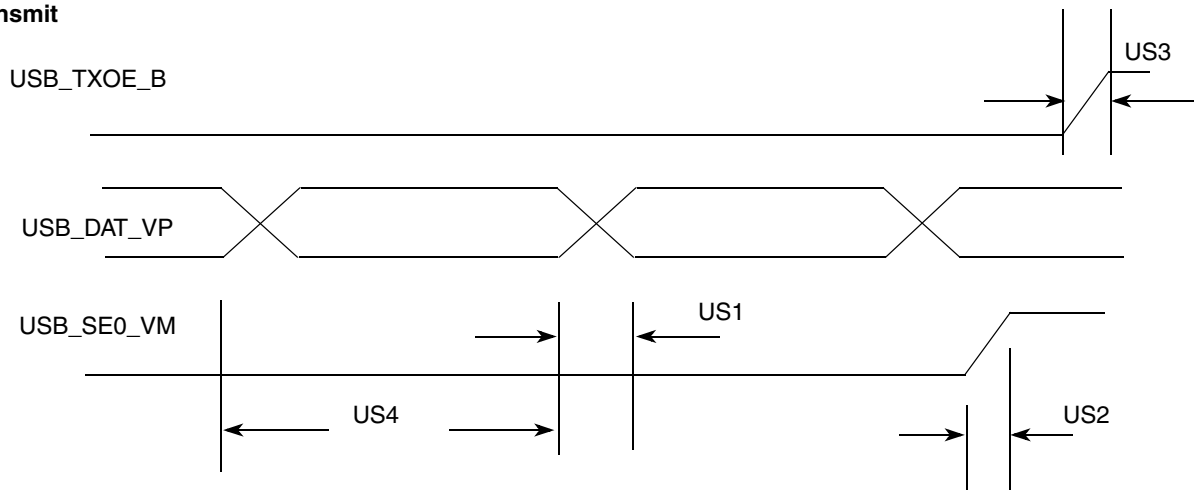 nsmit
US3
USB_TXOE_B
USB_DAT_VP
US1
USB_SE0_VM
US4
US2